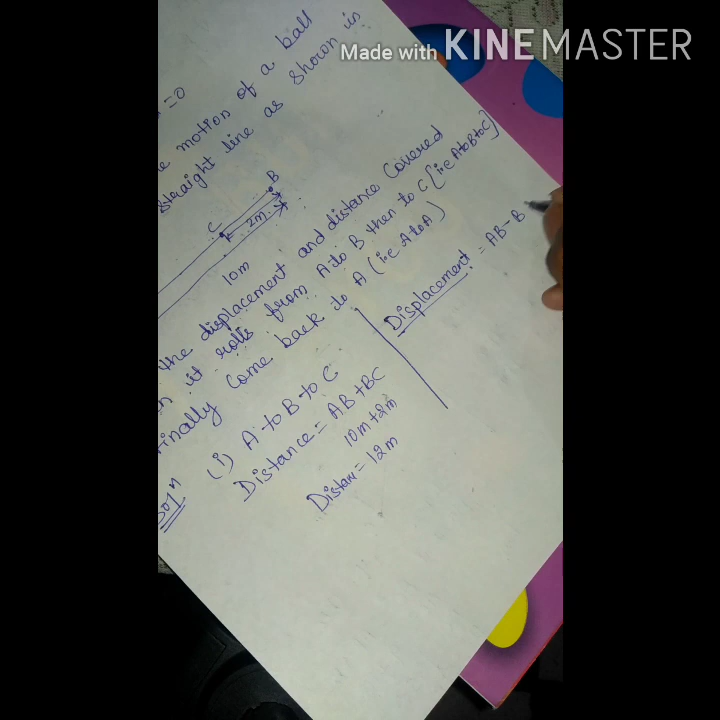 Made with KINEMASTER
=0
motion of a ball
straight line as shown in
B
C
2m
10m
the displacement and distance covered
it rolls from A to B then to C [i.e A to B to C]
Finally come back to A (i.e A to A)
Soln (i) A to B to C
Distance = AB + BC
10m + 2m
= 12m
Displacement = AB - B